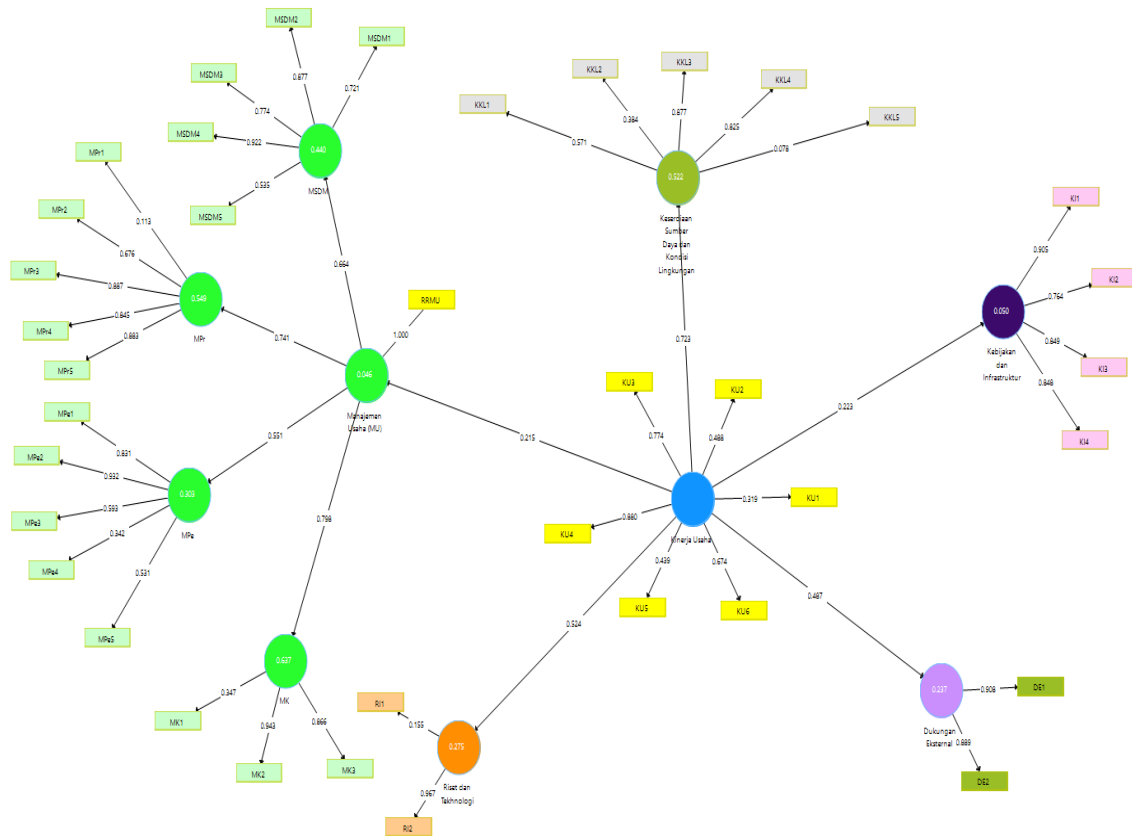 MSDM2
MSDM1
MSDM3
0.877
0.721
0.774
MSDM4
0.922
0.440
MSDM
0.535
MSDM5
KKL3
KKL2
KKL4
KKL1
0.877
0.384
0.825
KKL5
0.571
0.078
0.522
Keserdiaan
Sumber
Daya dan
Kondisi
Lingkungan
MPr1
MPr2
0.113
0.676
MPr3
0.887
0.549
MPr
0.845
MPr4
0.883
MPr5
0.664
0.741
RRMU
1.000
0.046
Manajemen
Usaha (MU)
0.723
KI1
0.905
KI2
0.764
0.050
Kebijakan
dan
Infrastruktur
0.849
KI3
0.848
KI4
0.223
MPe1
0.831
MPe2
0.932
0.303
MPe
0.593
MPe3
0.342
MPe4
0.531
MPe5
0.551
0.215
0.798
KU3
KU2
0.774
0.488
0.319
KU1
Kinerja Usaha
0.880
KU4
0.439
0.674
KU5
KU6
0.524
0.487
0.637
MK
0.347
MK1
0.943
0.866
MK2
MK3
RI1
0.155
0.275
Riset dan
Tekhnologi
0.967
RI2
0.237
Dukungan
Eksternal
0.908
DE1
0.889
DE2